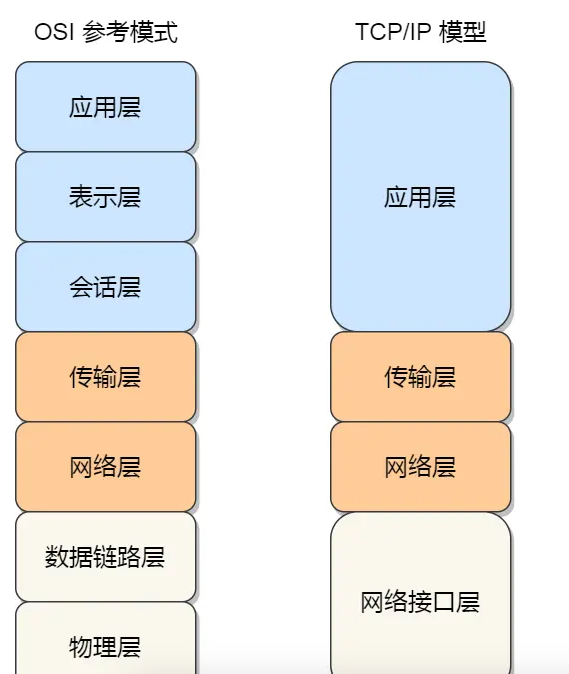 OSI 参考模式
TCP/IP 模型
应用层
表示层
会话层
传输层
网络层
数据链路层
物理层
应用层
传输层
网络层
网络接口层